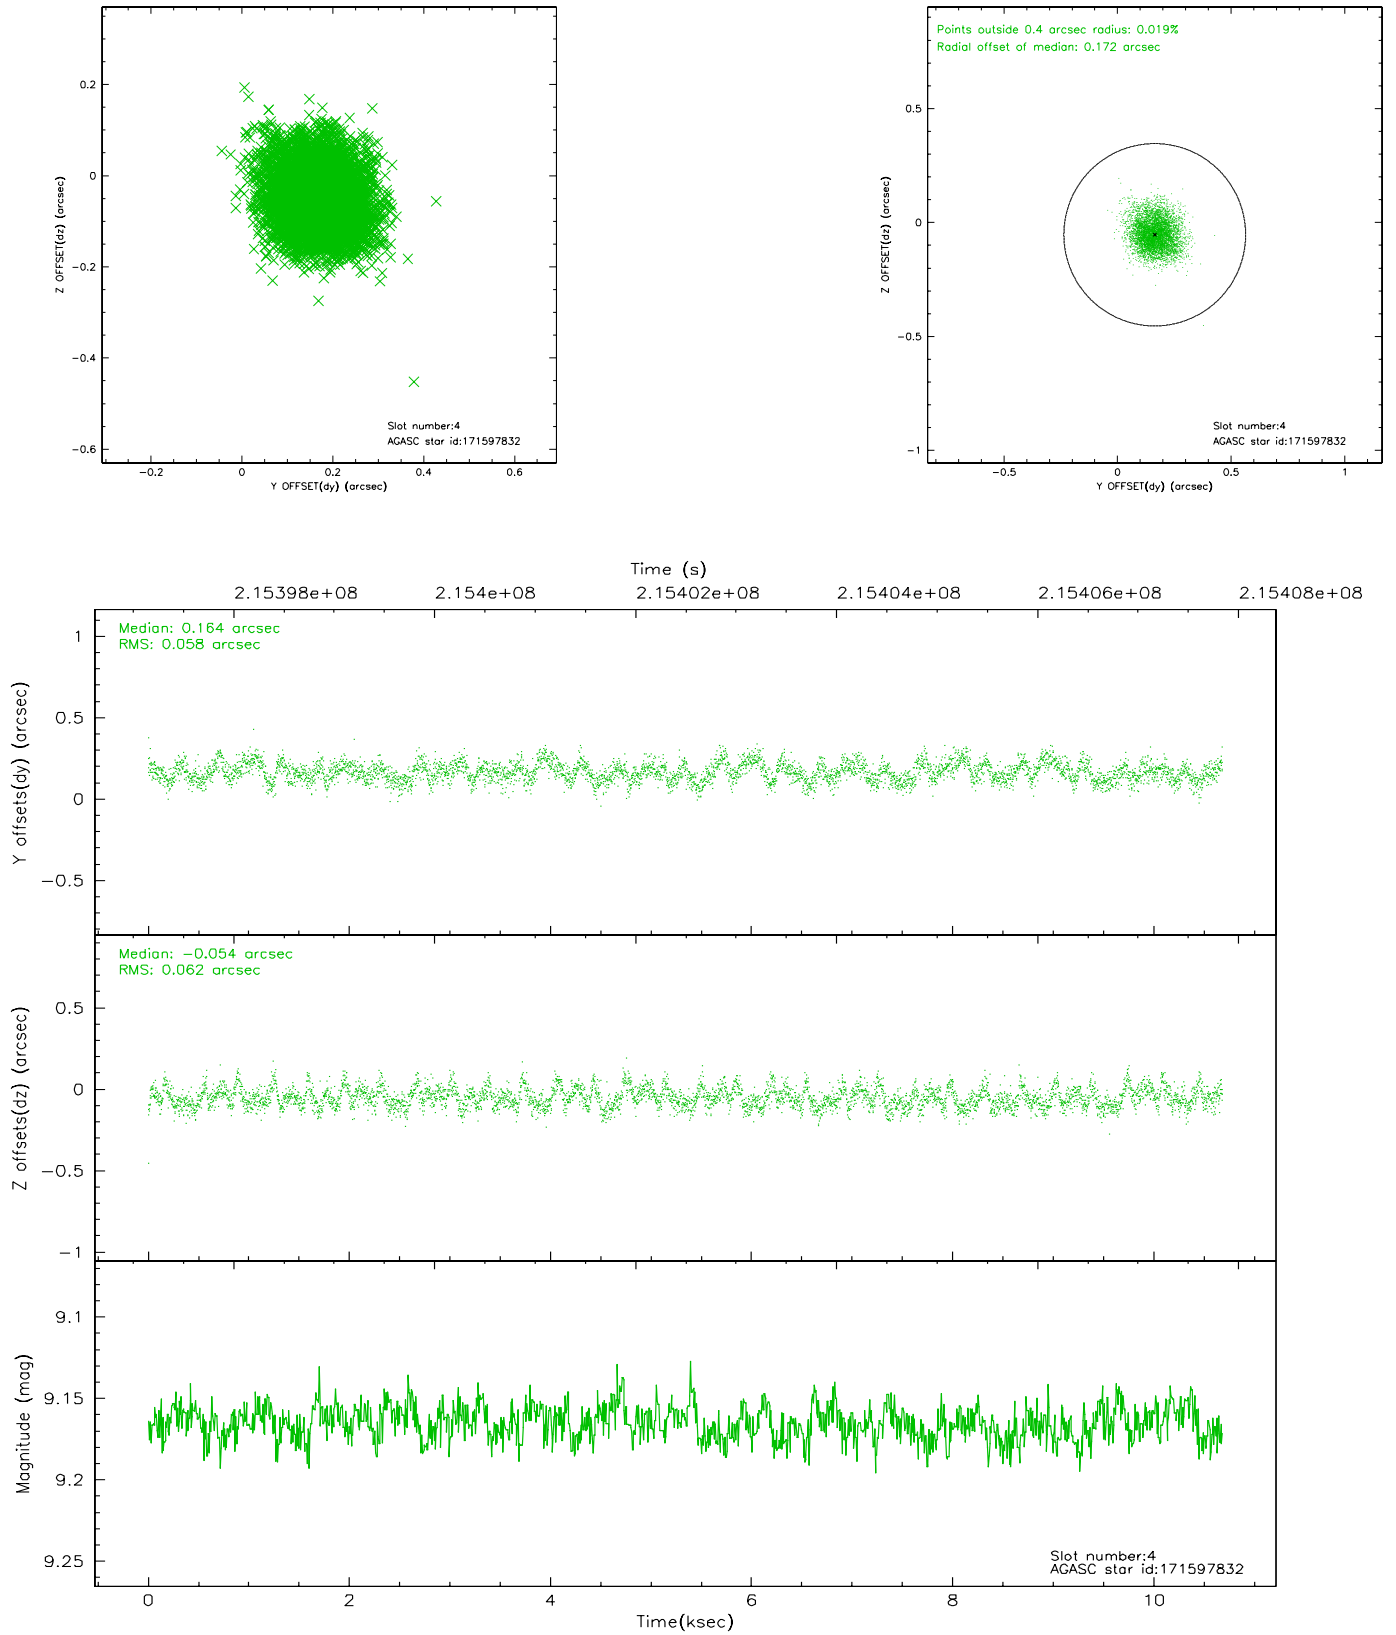 0.2
0
−0.2
−0.4
−0.6
Z OFFSET(dz) (arcsec)
Slot number:4
AGASC star id:171597832
−0.2 0 0.2 0.4 0.6
Y OFFSET(dy) (arcsec)
Points outside 0.4 arcsec radius: 0.019%
Radial offset of median: 0.172 arcsec
0.5
0
−0.5
−1
Z OFFSET(dz) (arcsec)
Slot number:4
AGASC star id:171597832
−0.5 0 0.5 1
Y OFFSET(dy) (arcsec)
Time (s)
2.15398e+08 2.154e+08 2.15402e+08 2.15404e+08 2.15406e+08 2.15408e+08
Median: 0.164 arcsec
RMS: 0.058 arcsec
1
0.5
0
−0.5
Y offsets(dy) (arcsec)
Median: −0.054 arcsec
RMS: 0.062 arcsec
0.5
0
−0.5
−1
Z offsets(dz) (arcsec)
9.1
9.15
9.2
9.25
Magnitude (mag)
Slot number:4
AGASC star id:171597832
0 2 4 6 8 10
Time(ksec)